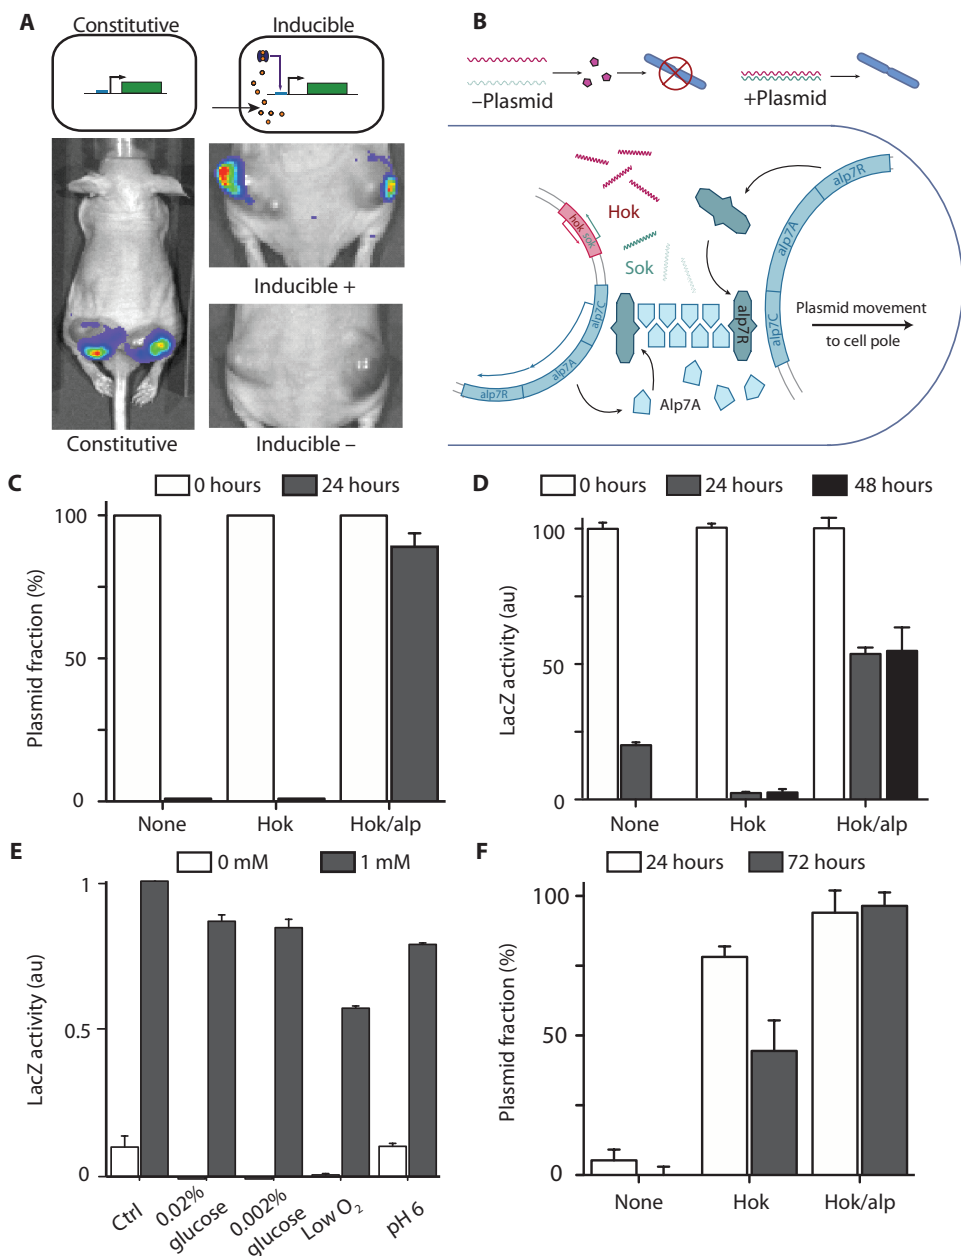 A
Constitutive
Inducible
Constitutive
Inducible +
Inducible –
B
–Plasmid
+Plasmid
Hok
Sok
hok
sok
alp7C
alp7A
alp7R
alp7R
alp7A
alp7C
alp7R
Alp7A
Plasmid movement
to cell pole
C
0 hours
24 hours
Plasmid fraction (%)
100
50
0
None
Hok
Hok/alp
D
0 hours
24 hours
48 hours
LacZ activity (au)
100
50
0
None
Hok
Hok/alp
E
0 mM
1 mM
LacZ activity (au)
1
0.5
0
Ctrl
0.02%
glucose
0.002%
glucose
Low O₂
pH 6
F
24 hours
72 hours
Plasmid fraction (%)
100
50
0
None
Hok
Hok/alp